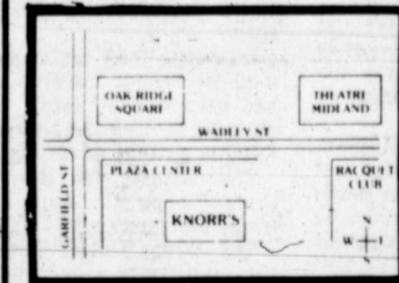 OAK RIDGE
SQUARE
THEATRE
MIDLAND
WADLEY ST
PLAZA CENTER
RACQUET
CLUB
GARFIELD ST
KNORR'S
W